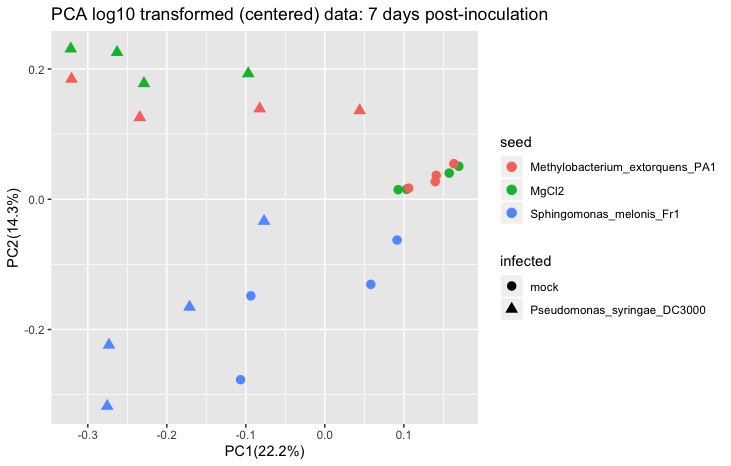 PCA log10 transformed (centered) data: 7 days post-inoculation
0.2
0.0
-0.2
PC2(14.3%)
-0.3
-0.2
-0.1
0.0
0.1
PC1(22.2%)
seed
Methylobacterium_extorquens_PA1
MgCl2
Sphingomonas_melonis_Fr1
infected
mock
Pseudomonas_syringae_DC3000